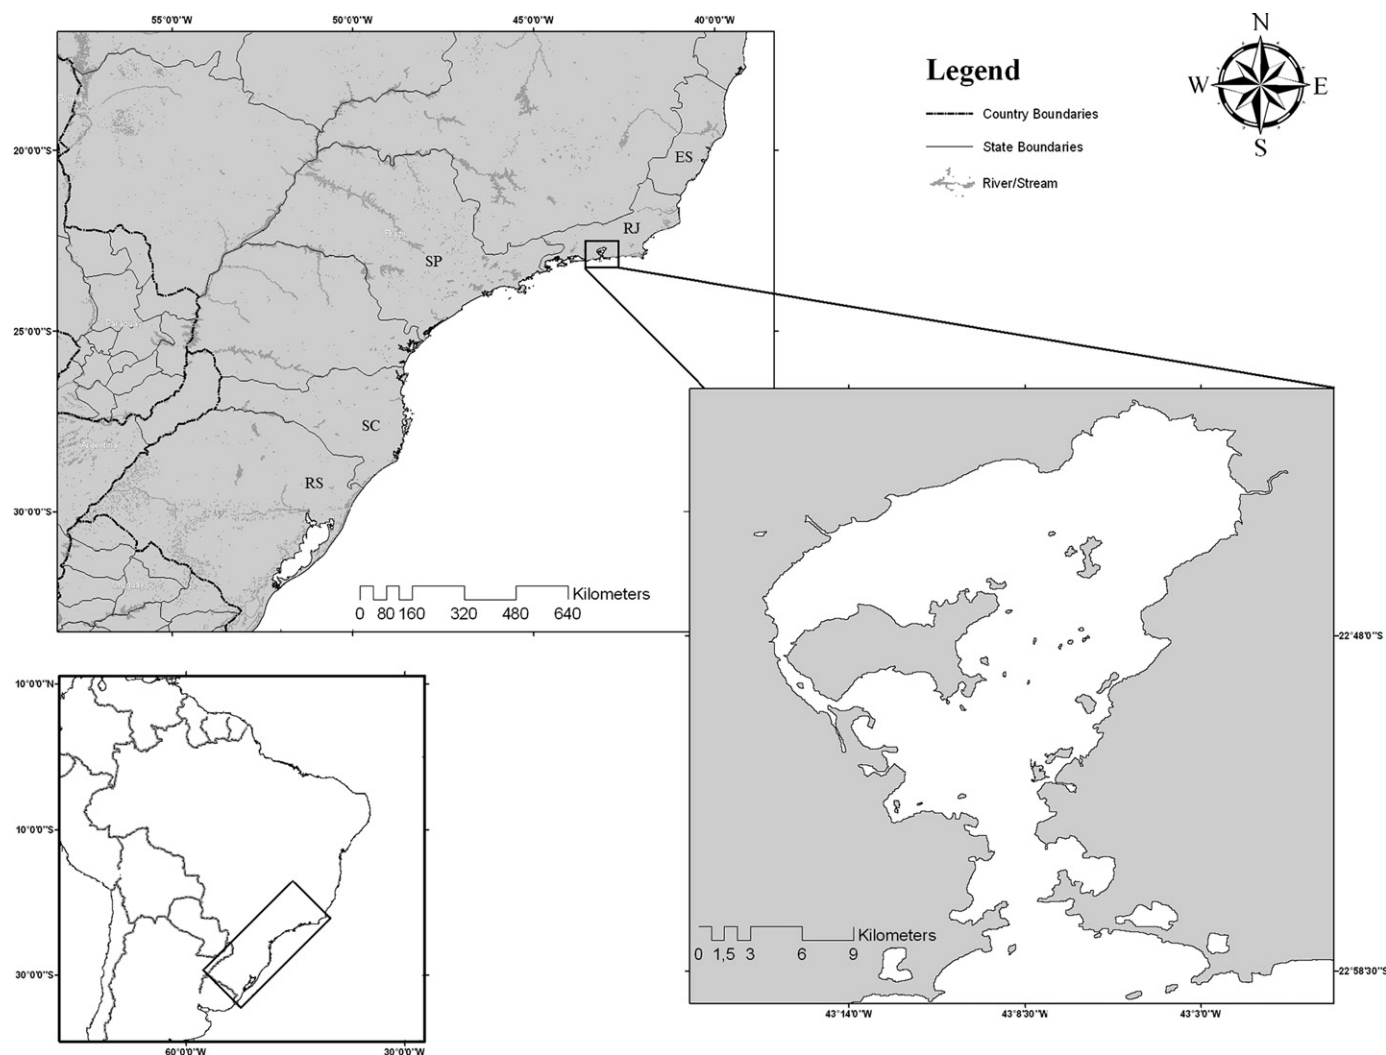 55°0'0"W 50°0'0"W 45°0'0"W 40°0'0"W
N
W E
S
Legend
Country Boundaries
State Boundaries
River/Stream
20°0'0"S
25°0'0"S
30°0'0"S
ES
RJ
Brazil
SP
Paraguay
SC
Argentina
RS
Uruguay
Kilometers
0 80 160 320 480 640
10°0'0"N
10°0'0"S
30°0'0"S
60°0'0"W 30°0'0"W
22°48'0"S
22°58'30"S
Kilometers
0 1,5 3 6 9
43°14'0"W 43°8'30"W 43°3'0"W